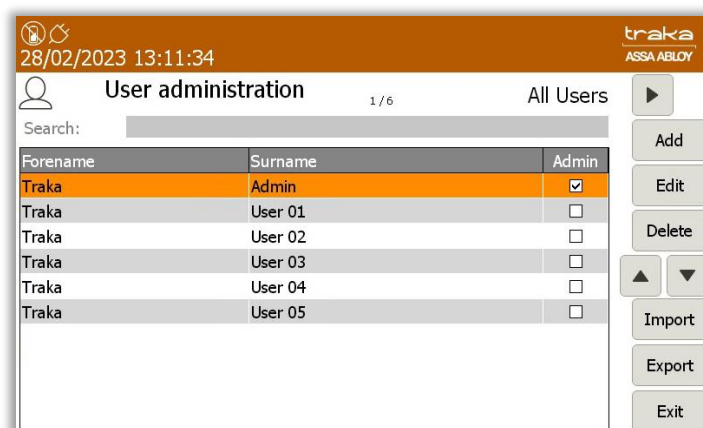 traka
28/02/2023 13:11:34
ASSA ABLOY
User administration 1/6 All Users
Search:
Add
Forename Surname Admin
Traka Admin
Edit
Traka User 01
Traka User 02
Delete
Traka User 03
Traka User 04
Traka User 05
Import
Export
Exit